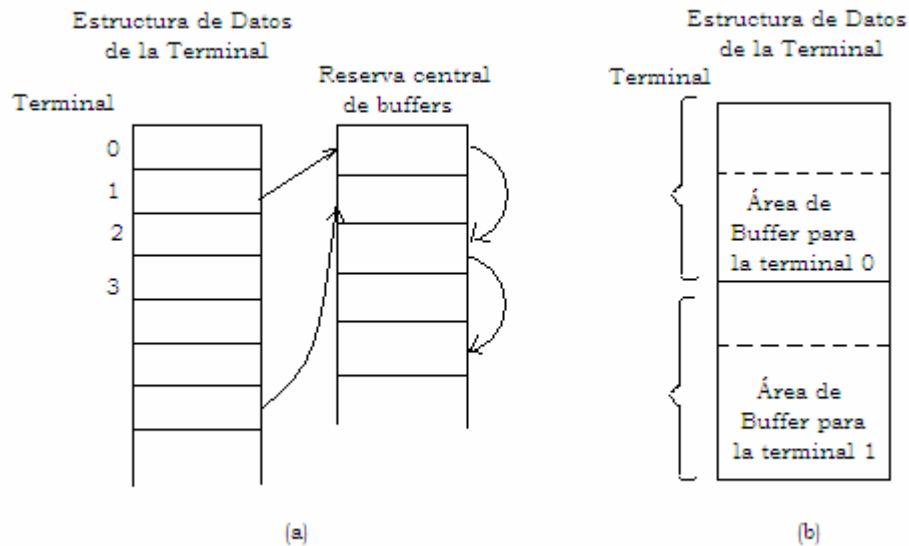 Estructura de Datos
de la Terminal
Terminal
0
1
2
3
Reserva central
de buffers
(a)
Estructura de Datos
de la Terminal
Terminal
Área de
Buffer para
la terminal 0
Área de
Buffer para
la terminal 1
(b)